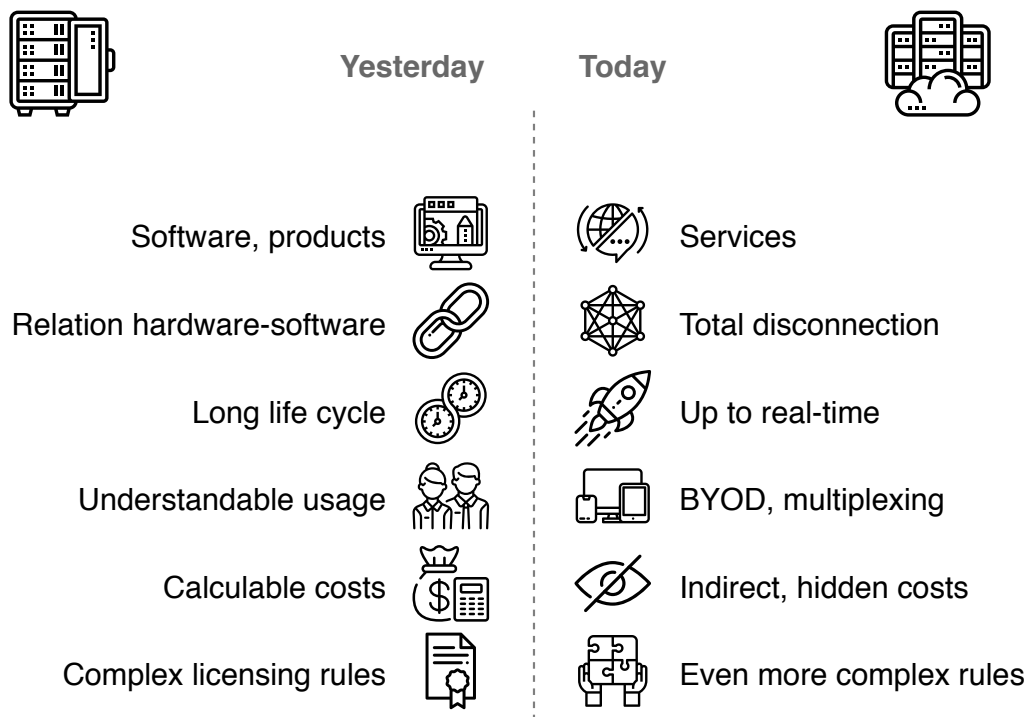 Yesterday
Today
Software, products
Services
Relation hardware-software
Total disconnection
Long life cycle
Up to real-time
Understandable usage
BYOD, multiplexing
Calculable costs
Indirect, hidden costs
Complex licensing rules
Even more complex rules